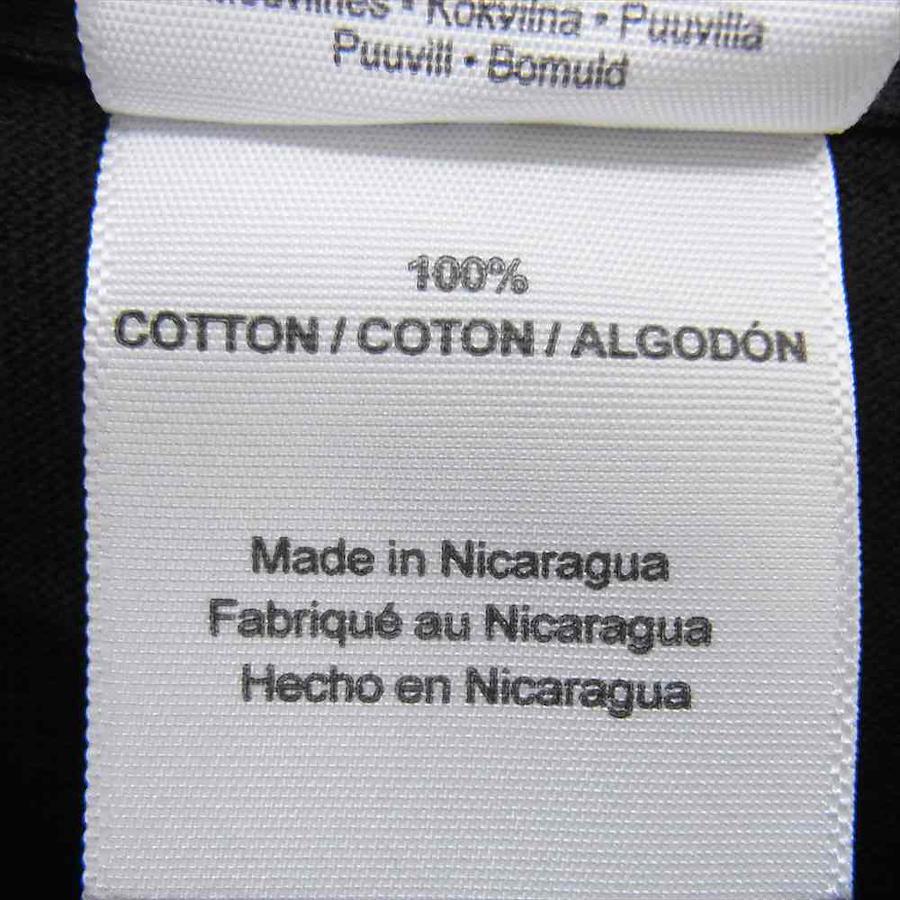 Kokvilna • Puuvilla
Puuvill • Bomuld
100%
COTTON / COTON / ALGODÓN
Made in Nicaragua
Fabriqué au Nicaragua
Hecho en Nicaragua